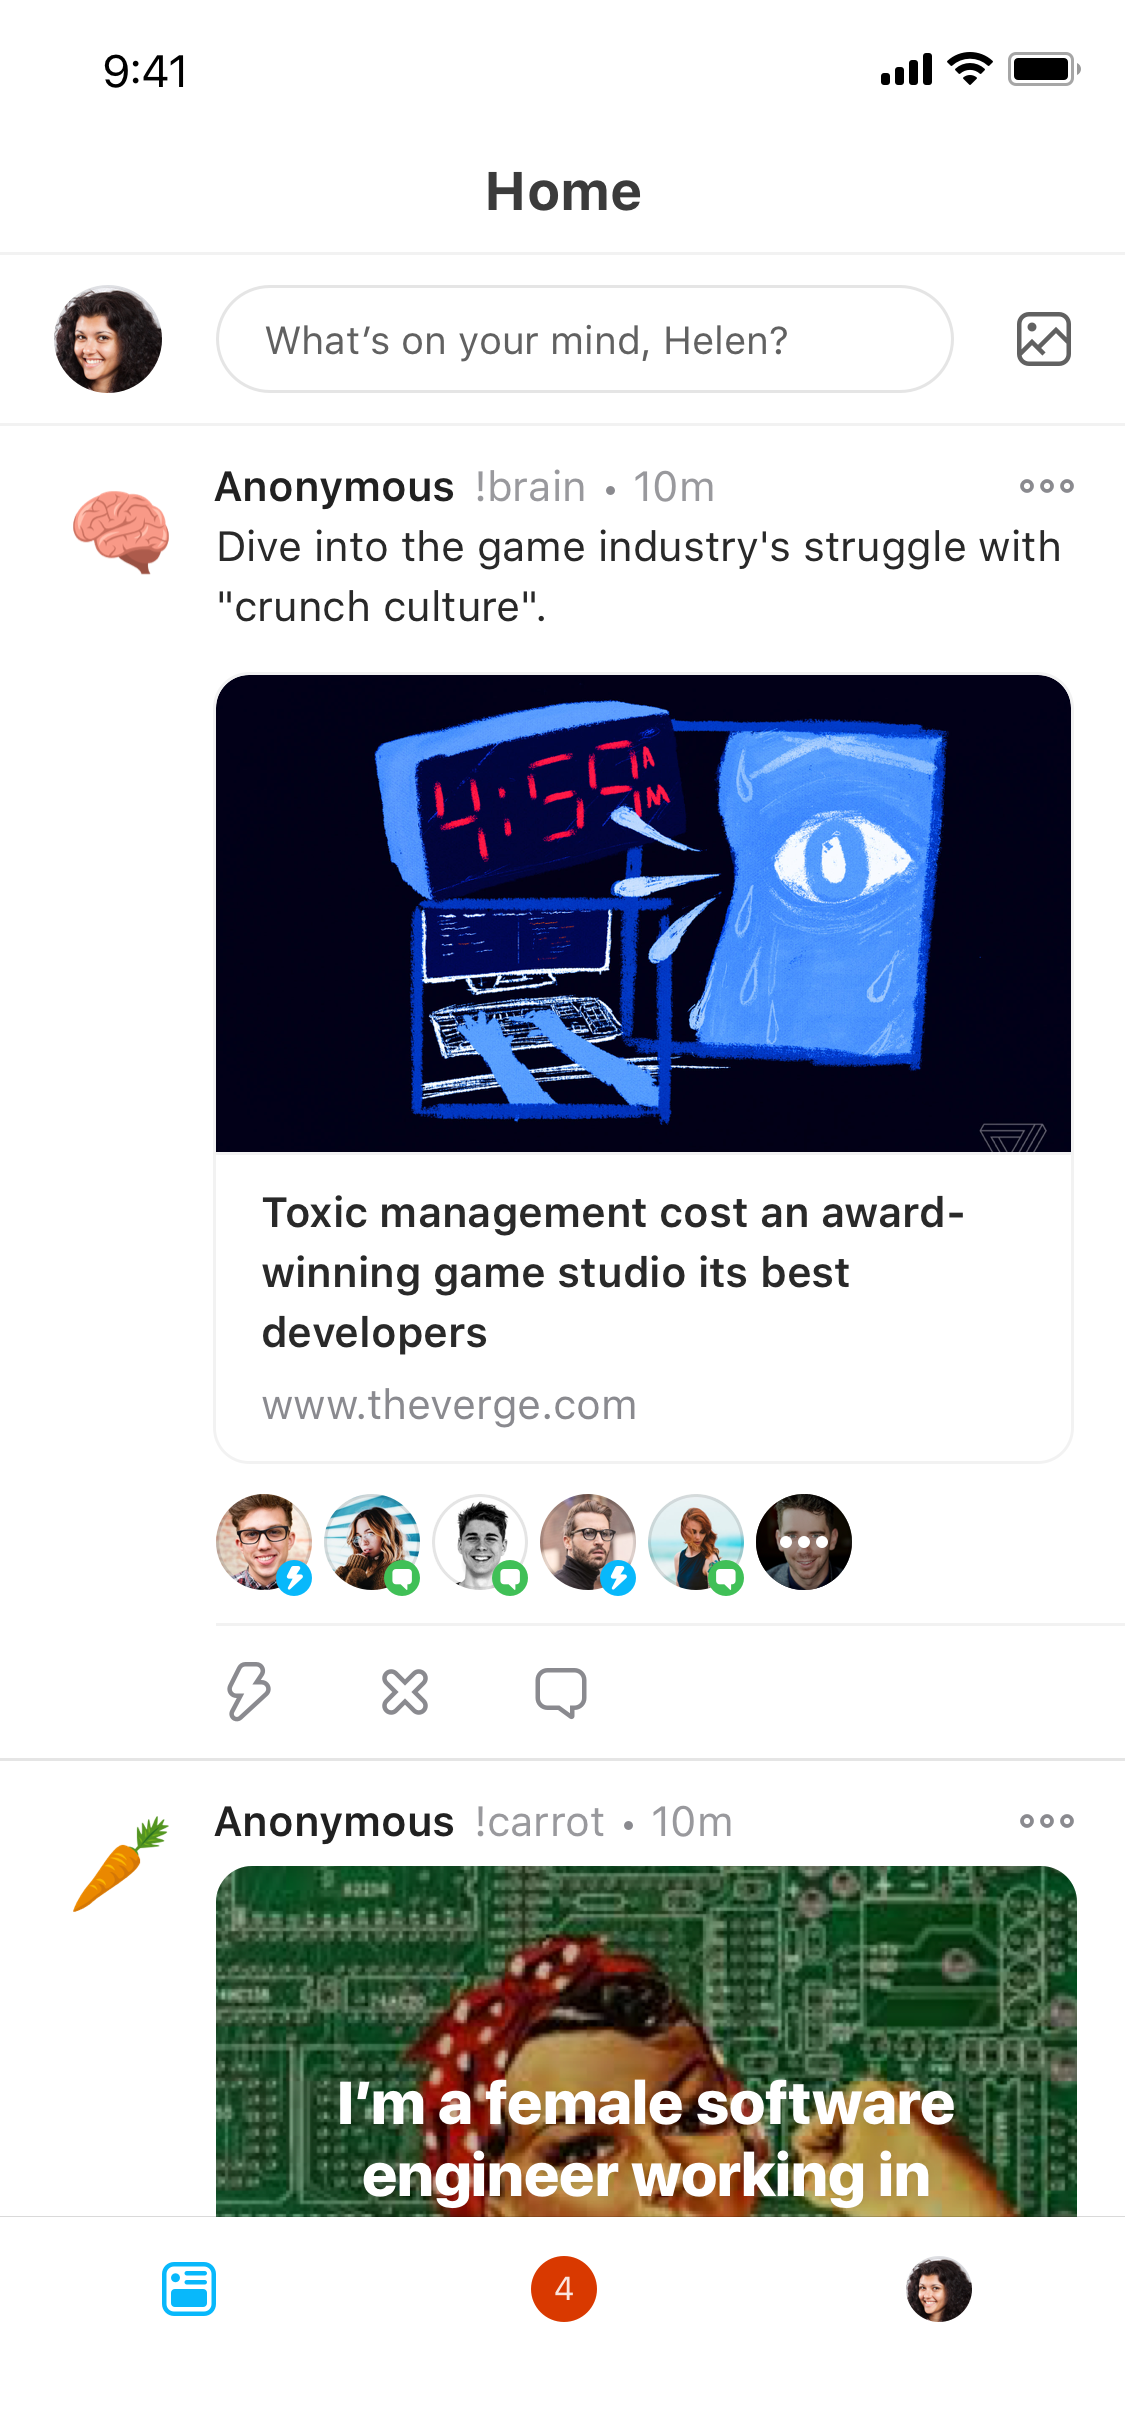 9:41
Home
What’s on your mind, Helen?
Anonymous !brain • 10m
Dive into the game industry's struggle with
"crunch culture".
4:59 AM
Toxic management cost an award-
winning game studio its best
developers
www.theverge.com
Anonymous !carrot • 10m
I’m a female software
engineer working in
4